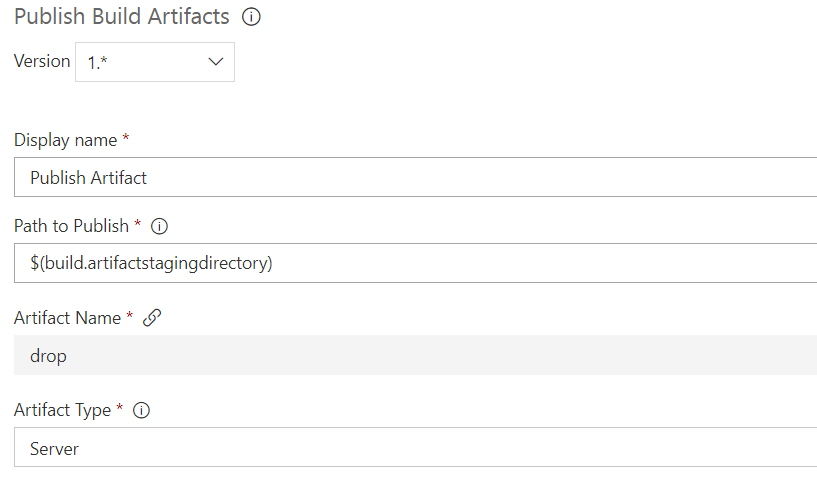 Publish Build Artifacts
Version 1.*
Display name *
Publish Artifact
Path to Publish *
$(build.artifactstagingdirectory)
Artifact Name *
drop
Artifact Type *
Server